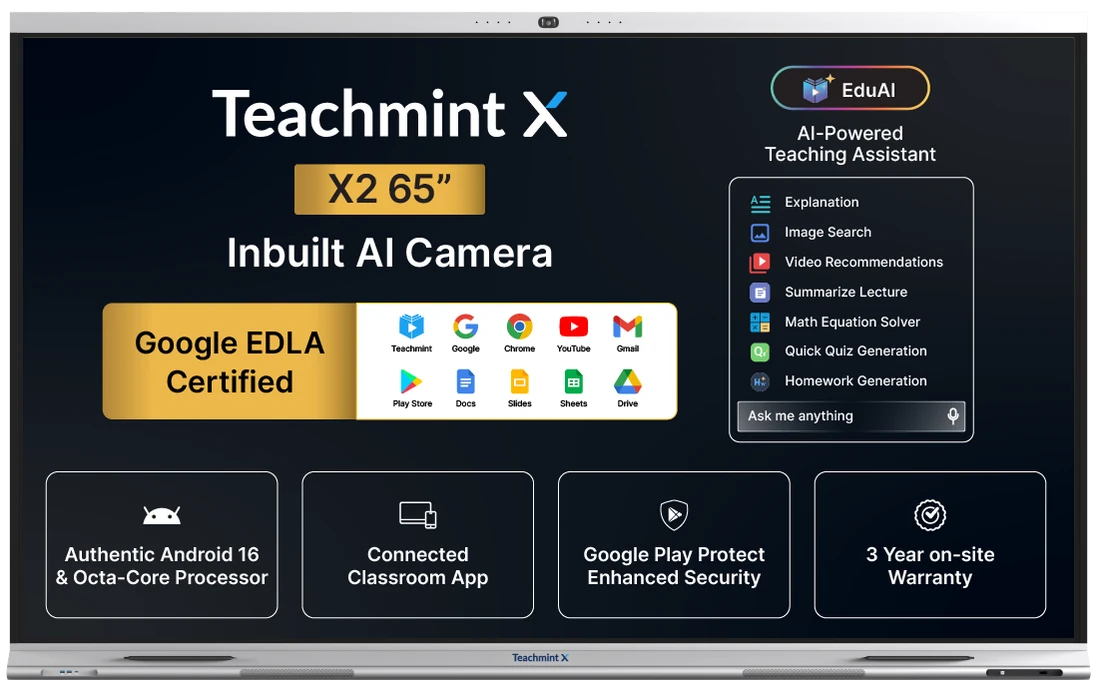 Teachmint X
X2 65”
Inbuilt AI Camera
Google EDLA
Certified
Teachmint
Google
Chrome
YouTube
Gmail
Play Store
Docs
Slides
Sheets
Drive
EduAI
AI-Powered
Teaching Assistant
Explanation
Image Search
Video Recommendations
Summarize Lecture
Math Equation Solver
Quick Quiz Generation
Homework Generation
Ask me anything
Authentic Android 16
& Octa-Core Processor
Connected
Classroom App
Google Play Protect
Enhanced Security
3 Year on-site
Warranty
Teachmint X